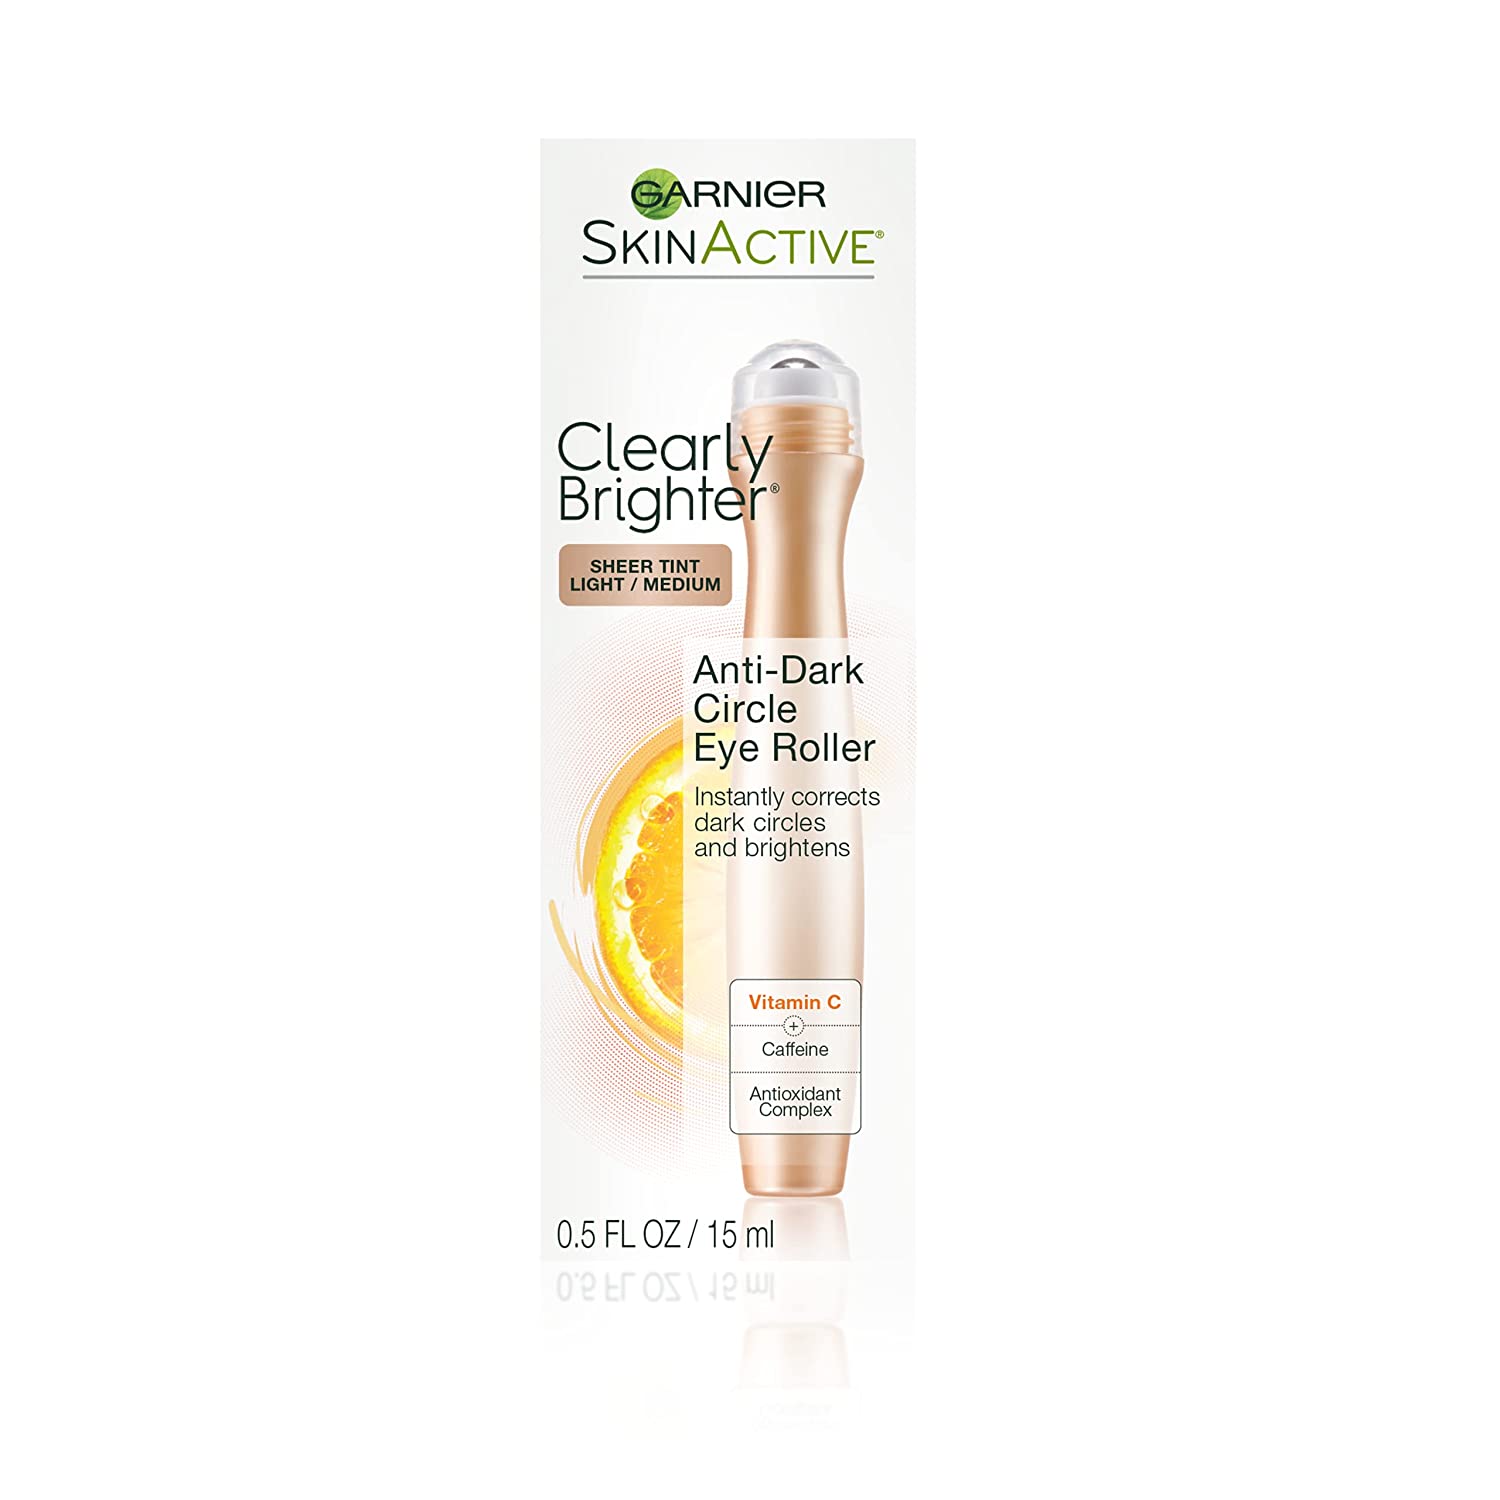 GARNIER
SKINACTIVE®
Clearly
Brighter®
SHEER TINT
LIGHT / MEDIUM
Anti-Dark
Circle
Eye Roller
Instantly corrects
dark circles
and brightens
Vitamin C
+
Caffeine
Antioxidant
Complex
0.5 FL OZ / 15 ml